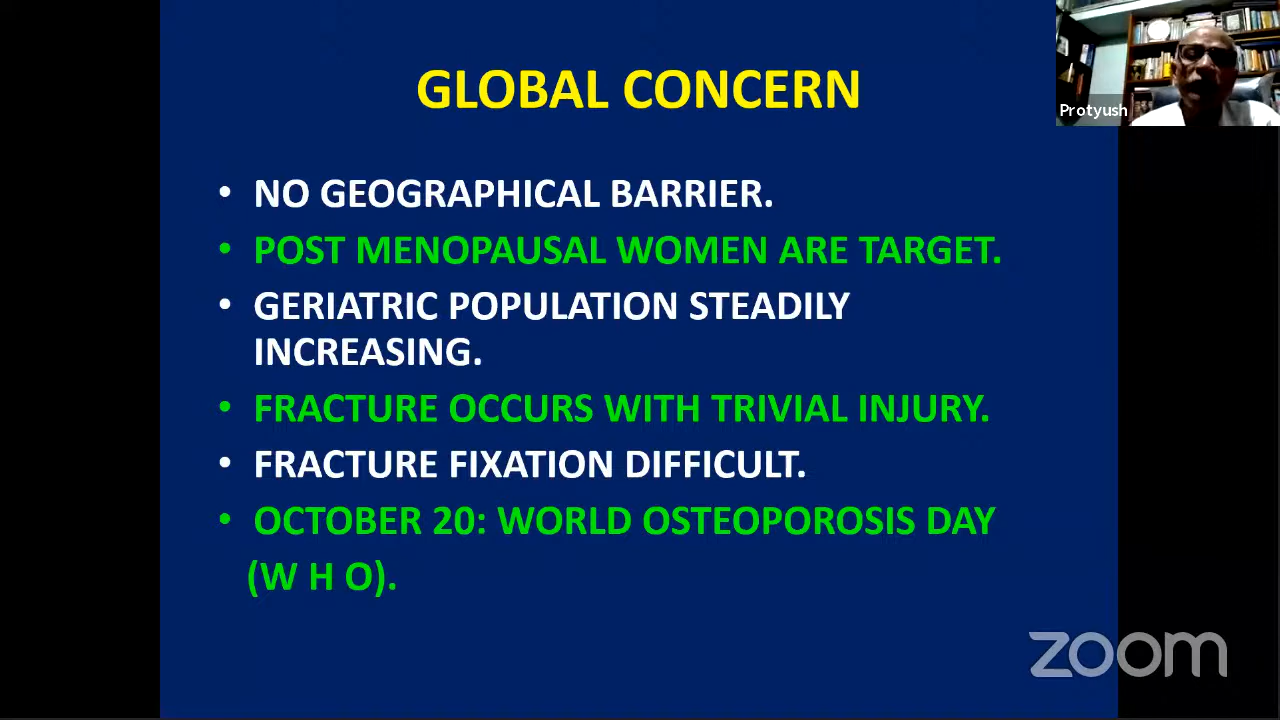 GLOBAL CONCERN
Protyush
• NO GEOGRAPHICAL BARRIER.
• POST MENOPAUSAL WOMEN ARE TARGET.
• GERIATRIC POPULATION STEADILY
INCREASING.
• FRACTURE OCCURS WITH TRIVIAL INJURY.
• FRACTURE FIXATION DIFFICULT.
• OCTOBER 20: WORLD OSTEOPOROSIS DAY
(W H O).
zoom